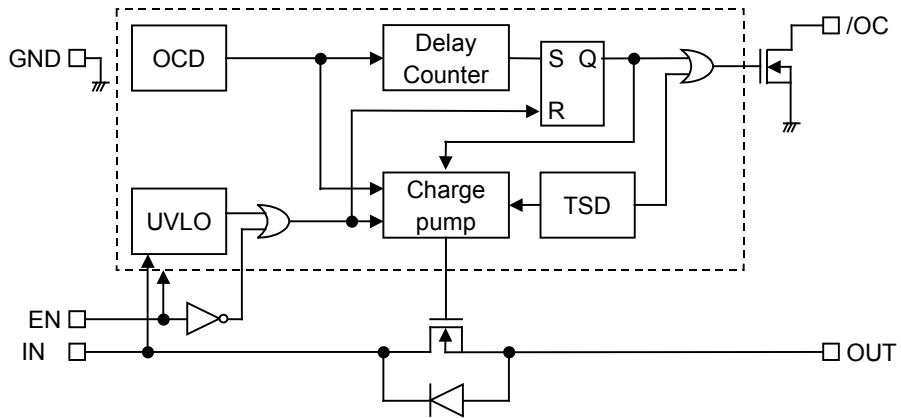 /OC
GND
OCD
Delay
Counter
S Q
R
UVLO
Charge
pump
TSD
EN
IN
OUT